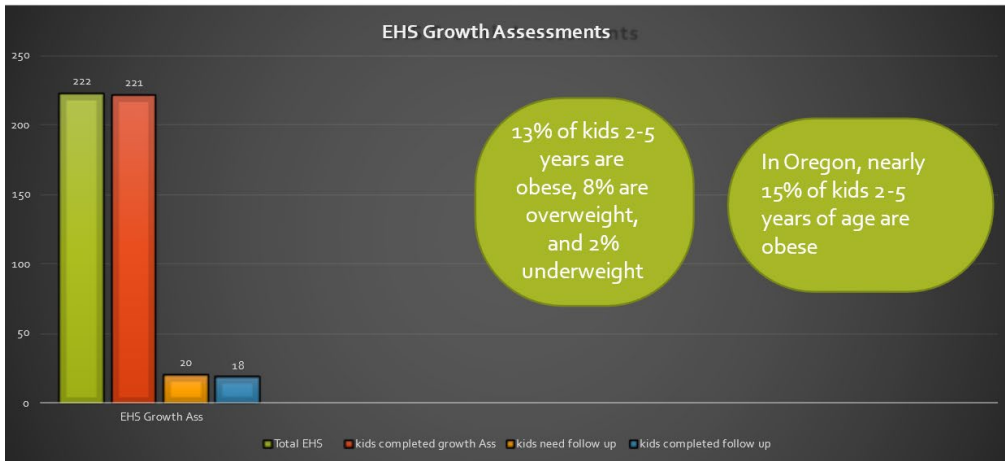 EHS Growth Assessments
250
200
150
100
50
0
222
221
20
18
EHS Growth Ass
13% of kids 2-5
years are
obese, 8% are
overweight,
and 2%
underweight
In Oregon, nearly
15% of kids 2-5
years of age are
obese
Total EHS
kids completed growth Ass
kids need follow up
kids completed follow up